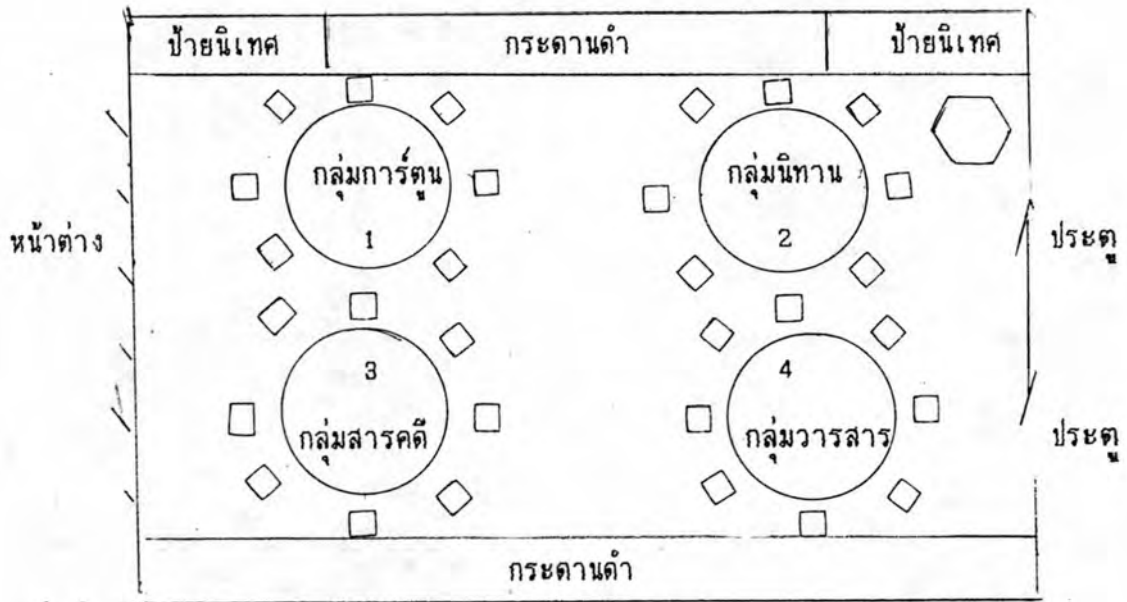 ป้ายนิเทศ กระดานดำ ป้ายนิเทศ
กลุ่มการ์ตูน
1
กลุ่มนิทาน
2
หน้าต่าง
ประตู
3
กลุ่มสารคดี
4
กลุ่มวารสาร
ประตู
กระดานดำ